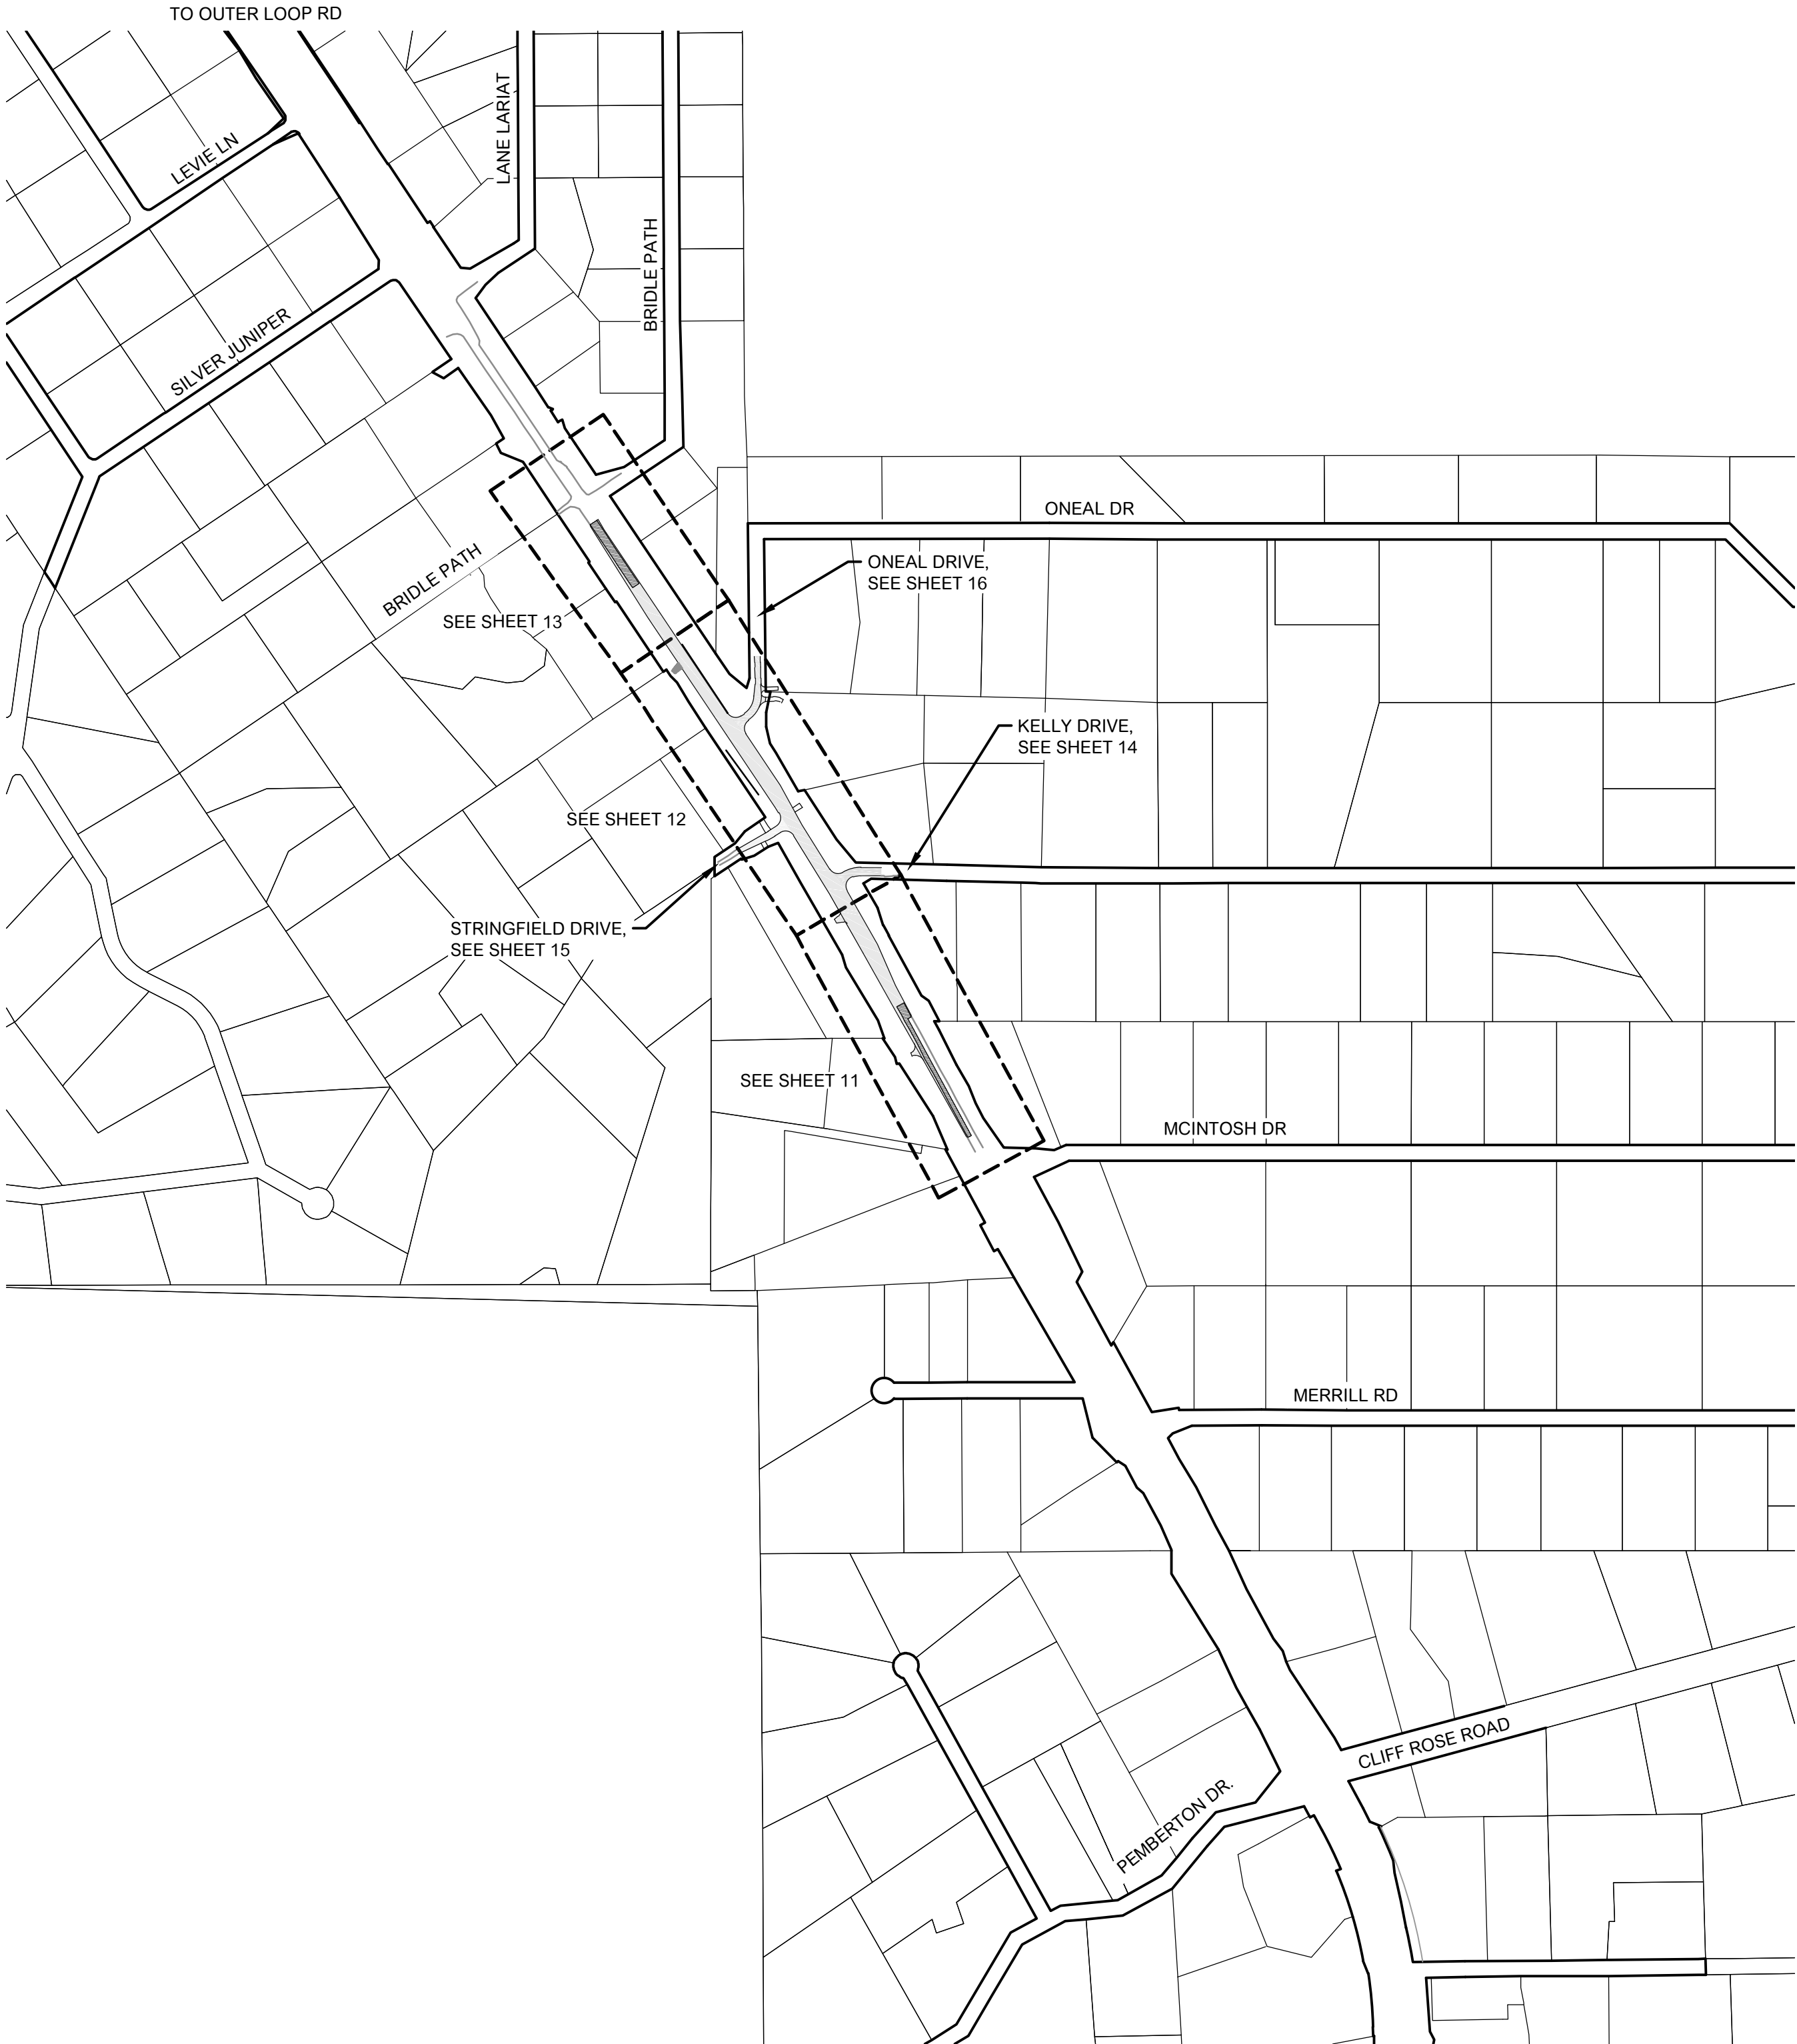 TO OUTER LOOP RD
LEVIE LN
LANE LARIAT
BRIDLE PATH
SILVER JUNIPER
ONEAL DR
ONEAL DRIVE,
SEE SHEET 16
BRIDLE PATH
SEE SHEET 13
KELLY DRIVE,
SEE SHEET 14
SEE SHEET 12
STRINGFIELD DRIVE,
SEE SHEET 15
SEE SHEET 11
MCINTOSH DR
MERRILL RD
CLIFF ROSE ROAD
PEMBERTON DR.